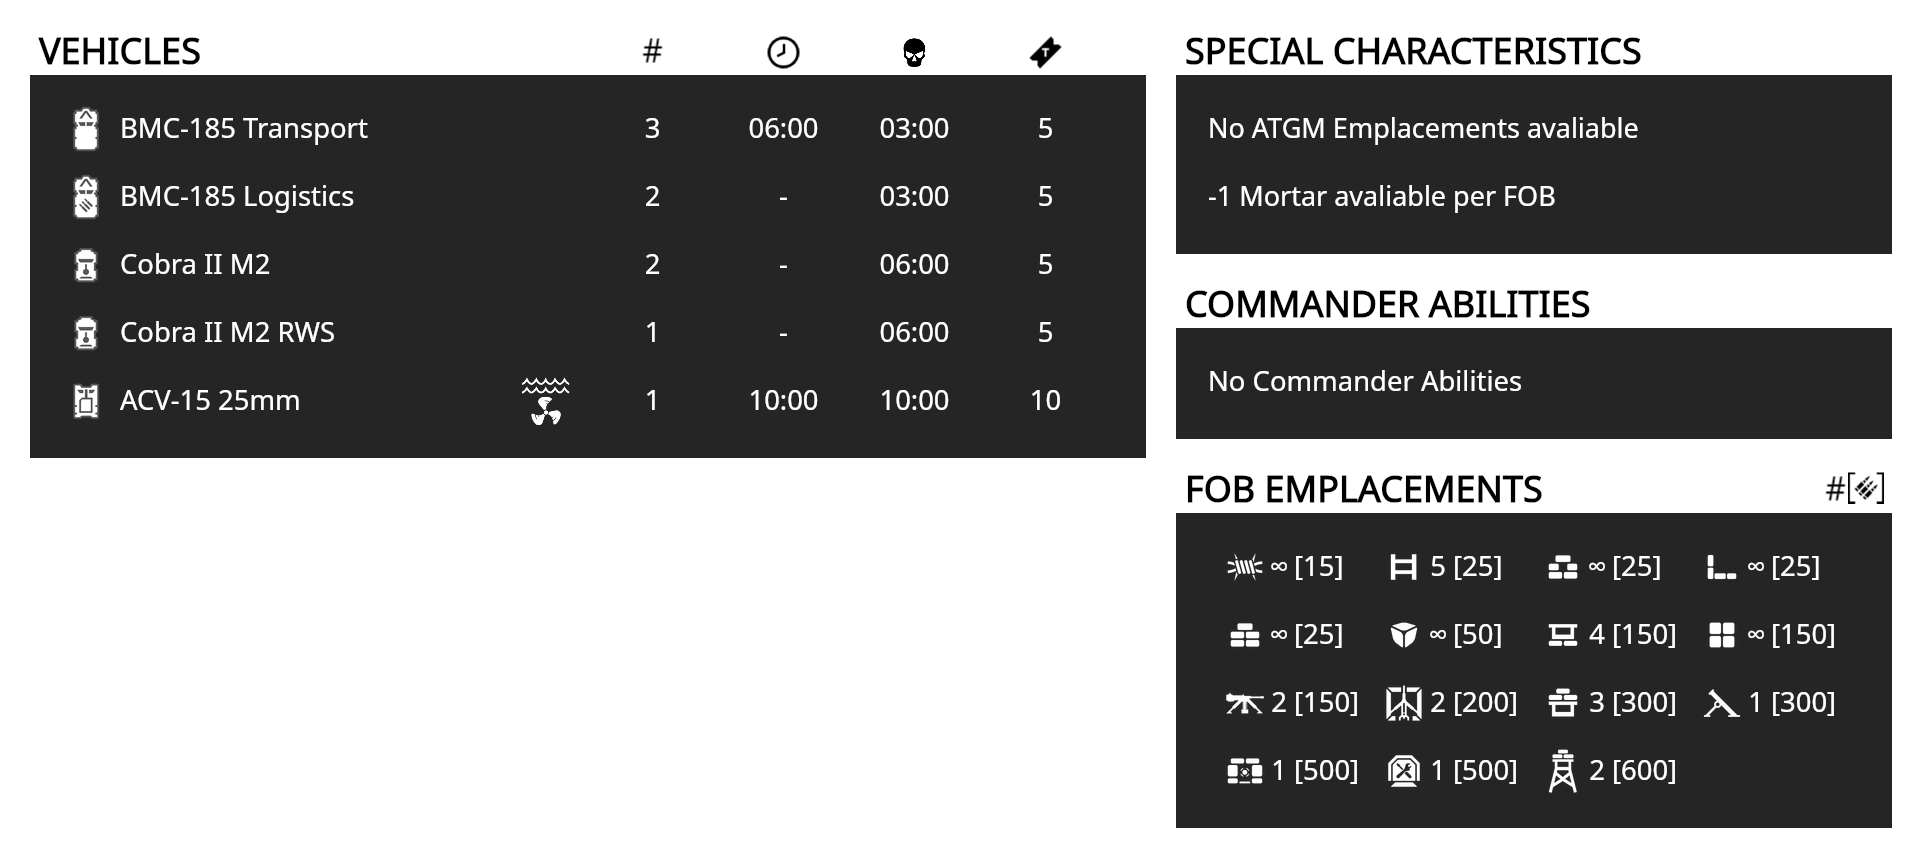 VEHICLES #
BMC-185 Transport 3 06:00 03:00 5
BMC-185 Logistics 2 - 03:00 5
Cobra II M2 2 - 06:00 5
Cobra II M2 RWS 1 - 06:00 5
ACV-15 25mm 1 10:00 10:00 10
SPECIAL CHARACTERISTICS
No ATGM Emplacements avaliable
-1 Mortar avaliable per FOB
COMMANDER ABILITIES
No Commander Abilities
FOB EMPLACEMENTS #[]
∞ [15] 5 [25] ∞ [25] ∞ [25]
∞ [25] ∞ [50] 4 [150] ∞ [150]
2 [150] 2 [200] 3 [300] 1 [300]
1 [500] 1 [500] 2 [600]